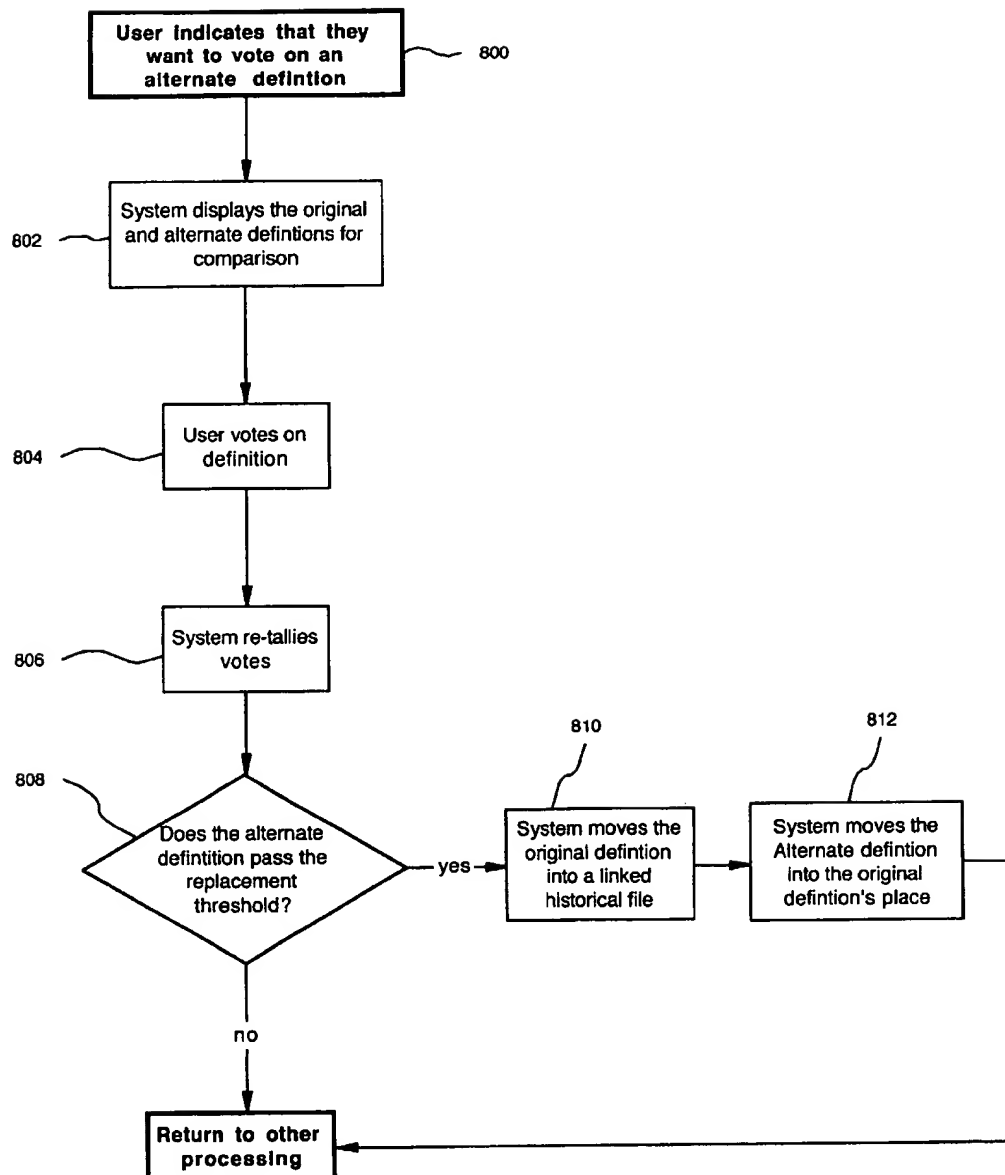 User indicates that they
want to vote on an
alternate defintion
800
System displays the original
and alternate defintions for
comparison
802
User votes on
definition
804
System re-tallies
votes
806
808
Does the alternate
defintition pass the
replacement
threshold?
yes
810
System moves the
original defintion
into a linked
historical file
812
System moves the
Alternate defintion
into the original
defintion's place
no
Return to other
processing